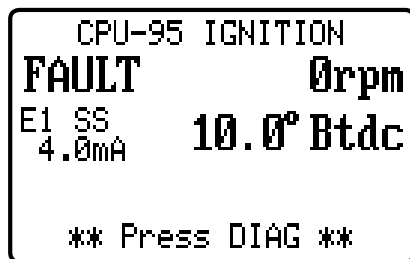 CPU-95 IGNITION
FAULT 0rpm
E1 SS
4.0mA 10.0° Btdc
** Press DIAG **